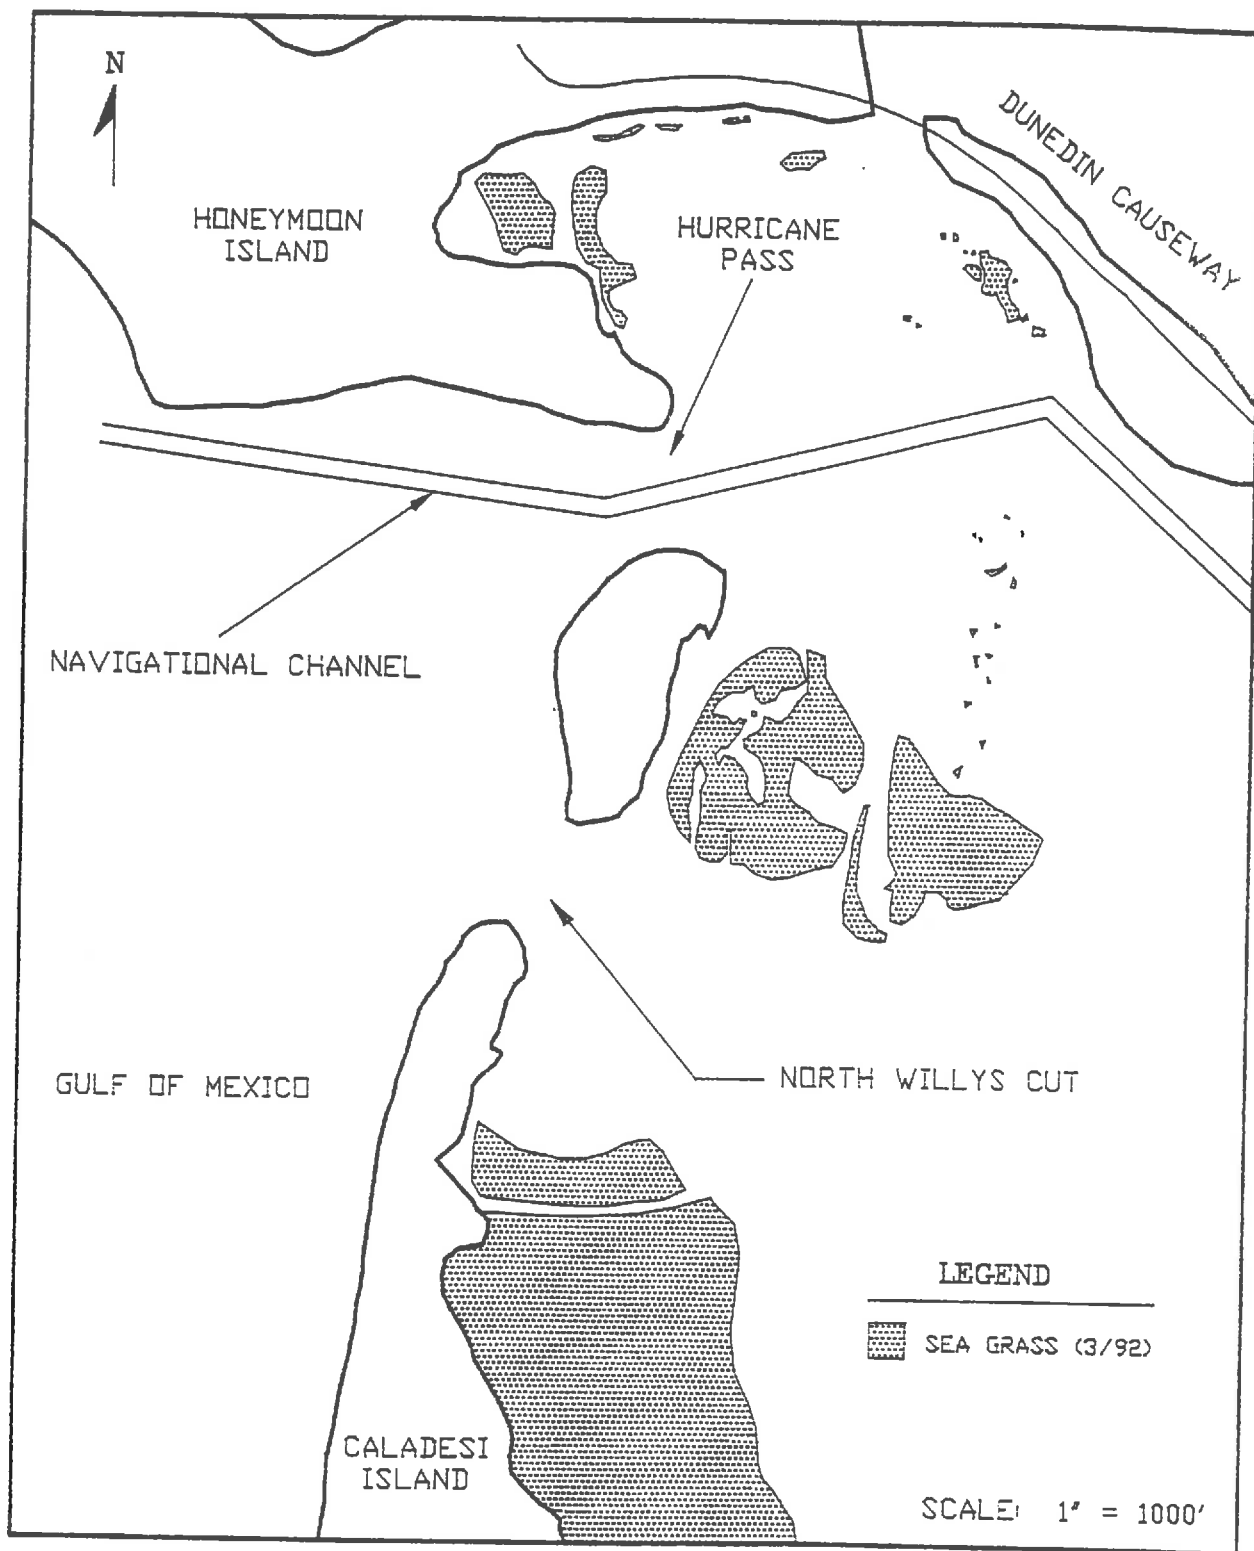 N
DUNEDIN CAUSEWAY
HONEYMOON
ISLAND
HURRICANE
PASS
NAVIGATIONAL CHANNEL
GULF OF MEXICO
NORTH WILLYS CUT
LEGEND
SEA GRASS (3/92)
CALADESI
ISLAND
SCALE: 1" = 1000'